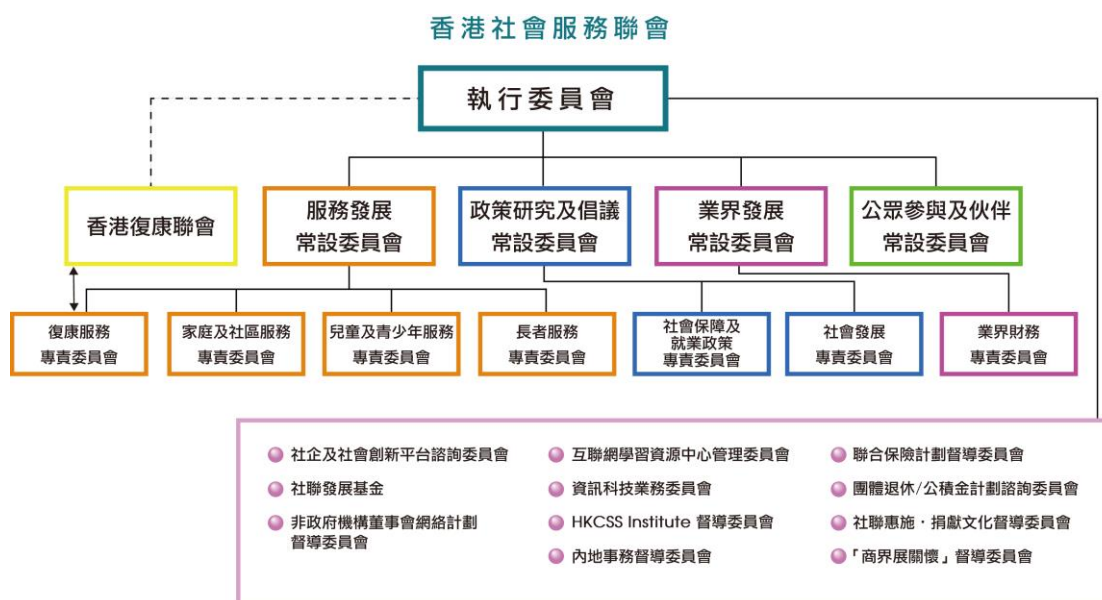 香港社會服務聯會
執行委員會
香港復康聯會
服務發展
常設委員會
政策研究及倡議
常設委員會
業界發展
常設委員會
公眾參與及伙伴
常設委員會
復康服務
專責委員會
家庭及社區服務
專責委員會
兒童及青少年服務
專責委員會
長者服務
專責委員會
社會保障及
就業政策
專責委員會
社會發展
專責委員會
業界財務
專責委員會
社企及社會創新平台諮詢委員會
社聯發展基金
非政府機構董事會網絡計劃
督導委員會
互聯網學習資源中心管理委員會
資訊科技業務委員會
HKCSS Institute 督導委員會
內地事務督導委員會
聯合保險計劃督導委員會
團體退休/公積金計劃諮詢委員會
社聯惠施・捐獻文化督導委員會
「商界展關懷」督導委員會